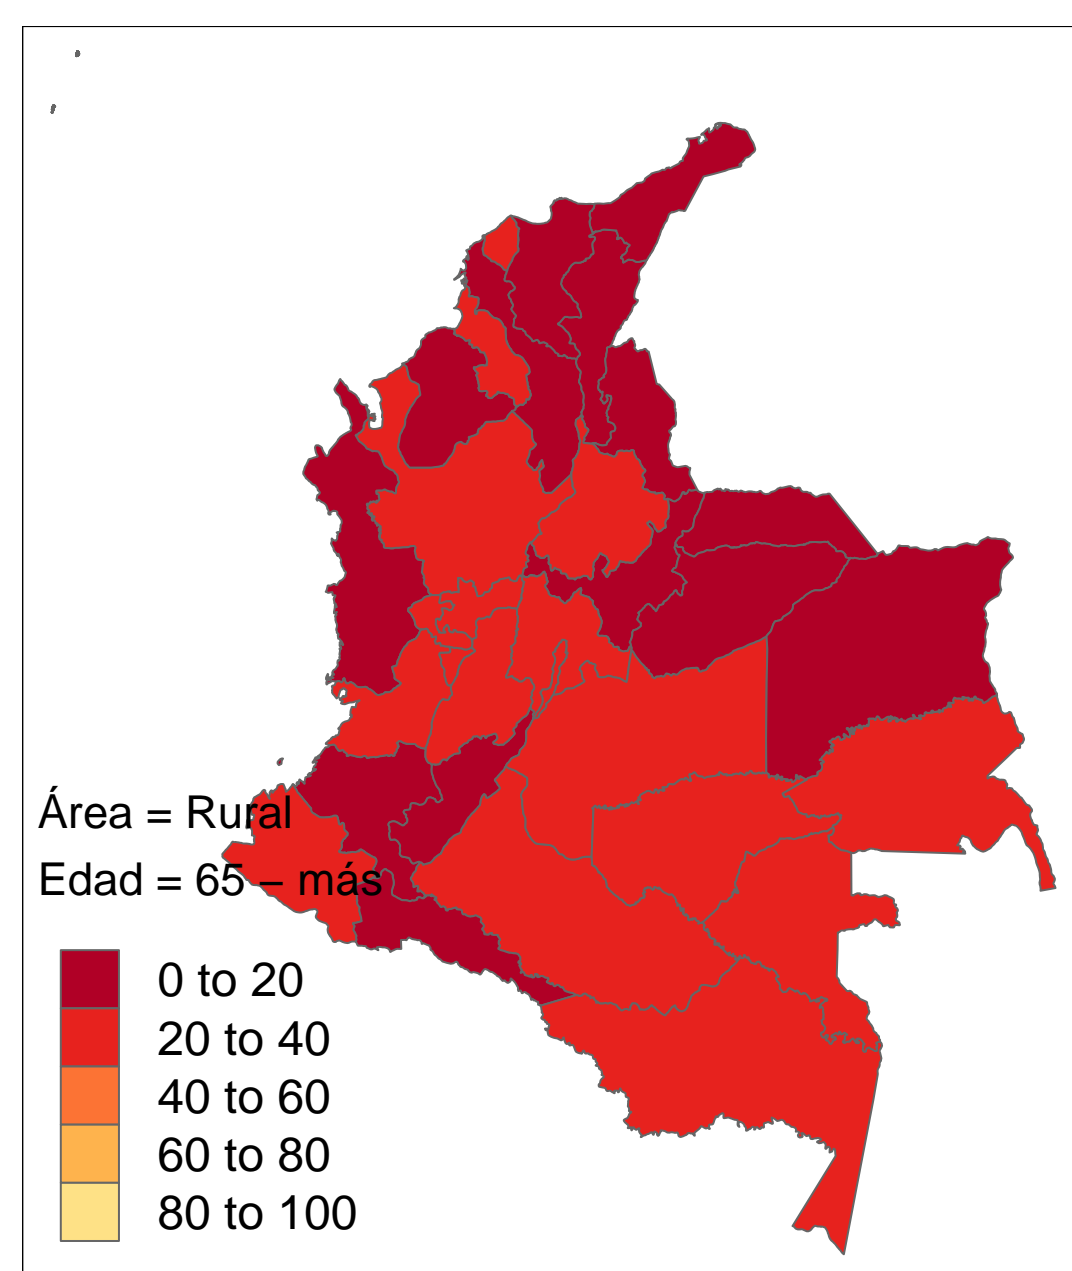 Área = Rural
Edad = 65 – más
0 to 20
20 to 40
40 to 60
60 to 80
80 to 100